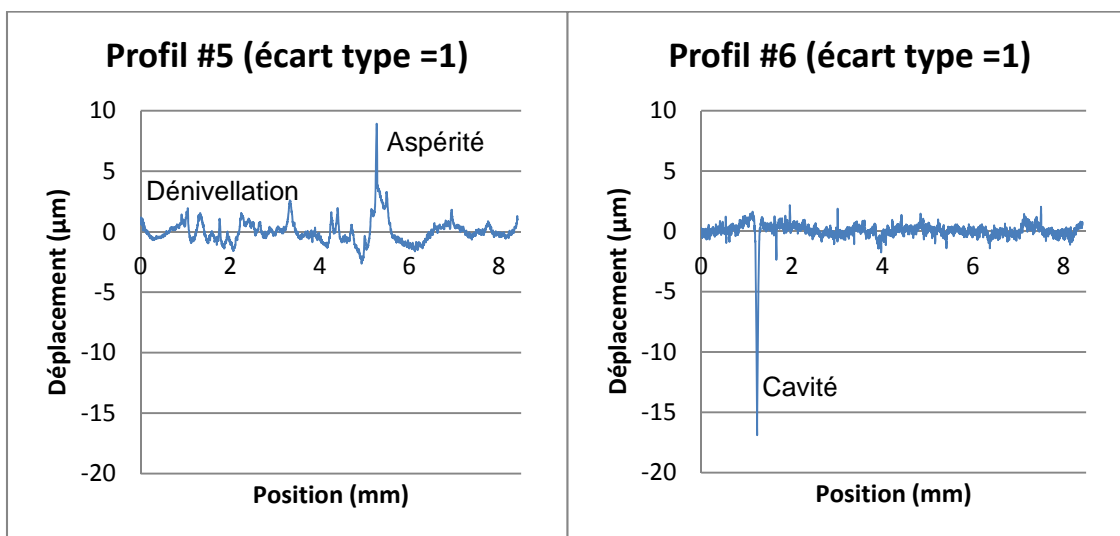 Profil #5 (écart type =1)
10
5
0
-5
-10
-15
-20
0 2 4 6 8
Déplacement (µm)
Position (mm)
Dénivellation
Aspérité
Profil #6 (écart type =1)
10
5
0
-5
-10
-15
-20
0 2 4 6 8
Déplacement (µm)
Position (mm)
Cavité